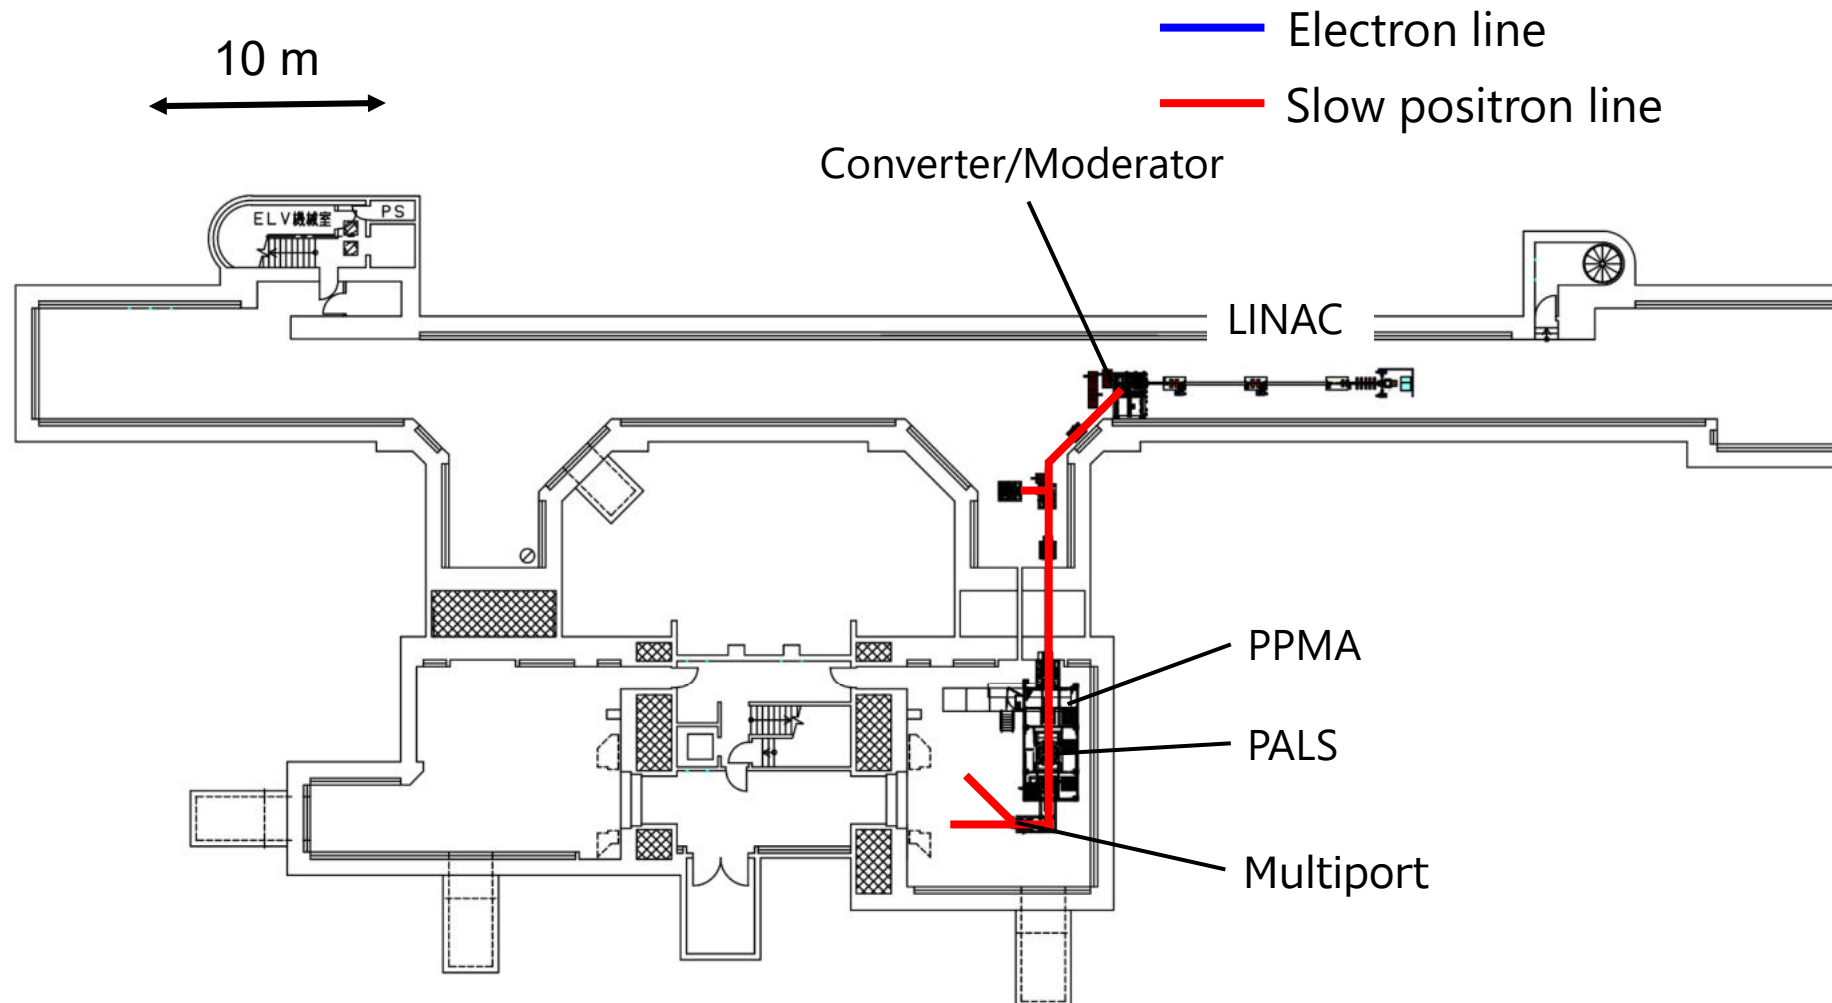 Electron line
10 m
Slow positron line
Converter/Moderator
ELV機械室
PS
LINAC
PPMA
PALS
Multiport